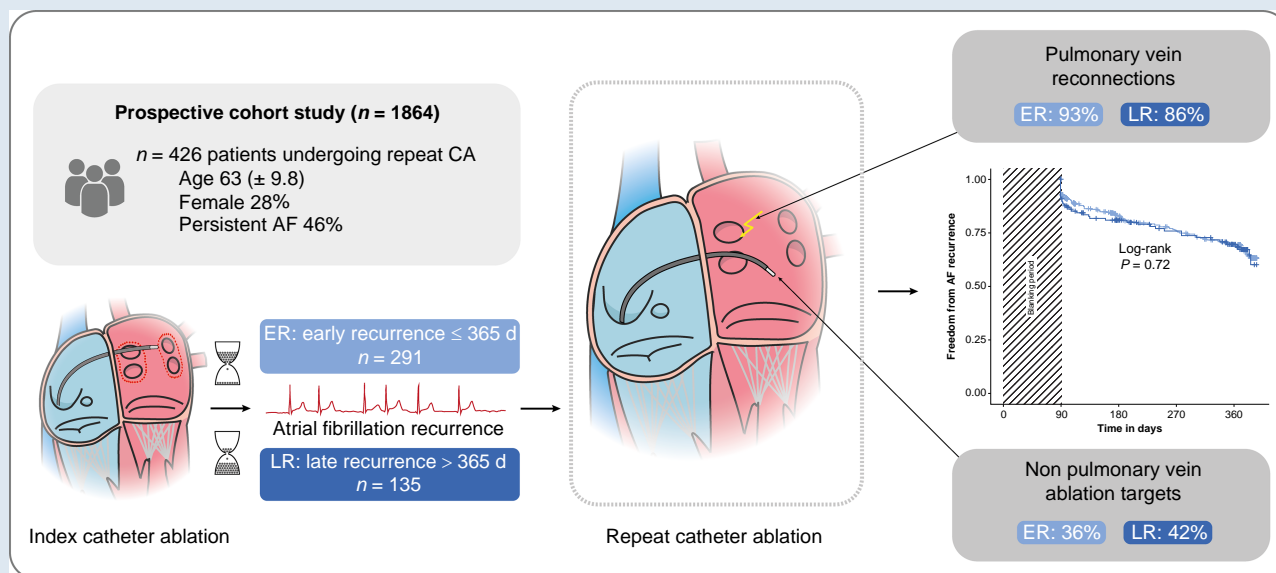 Prospective cohort study (n = 1864)
n = 426 patients undergoing repeat CA
Age 63 (± 9.8)
Female 28%
Persistent AF 46%
Index catheter ablation
ER: early recurrence ≤ 365 d
n = 291
Atrial fibrillation recurrence
LR: late recurrence > 365 d
n = 135
Repeat catheter ablation
Pulmonary vein
reconnections
ER: 93% LR: 86%
Freedom from AF recurrence
1.00
0.75
0.50
0.25
0.00
Blanking period
Log-rank
P = 0.72
0 90 180 270 360
Time in days
Non pulmonary vein
ablation targets
ER: 36% LR: 42%